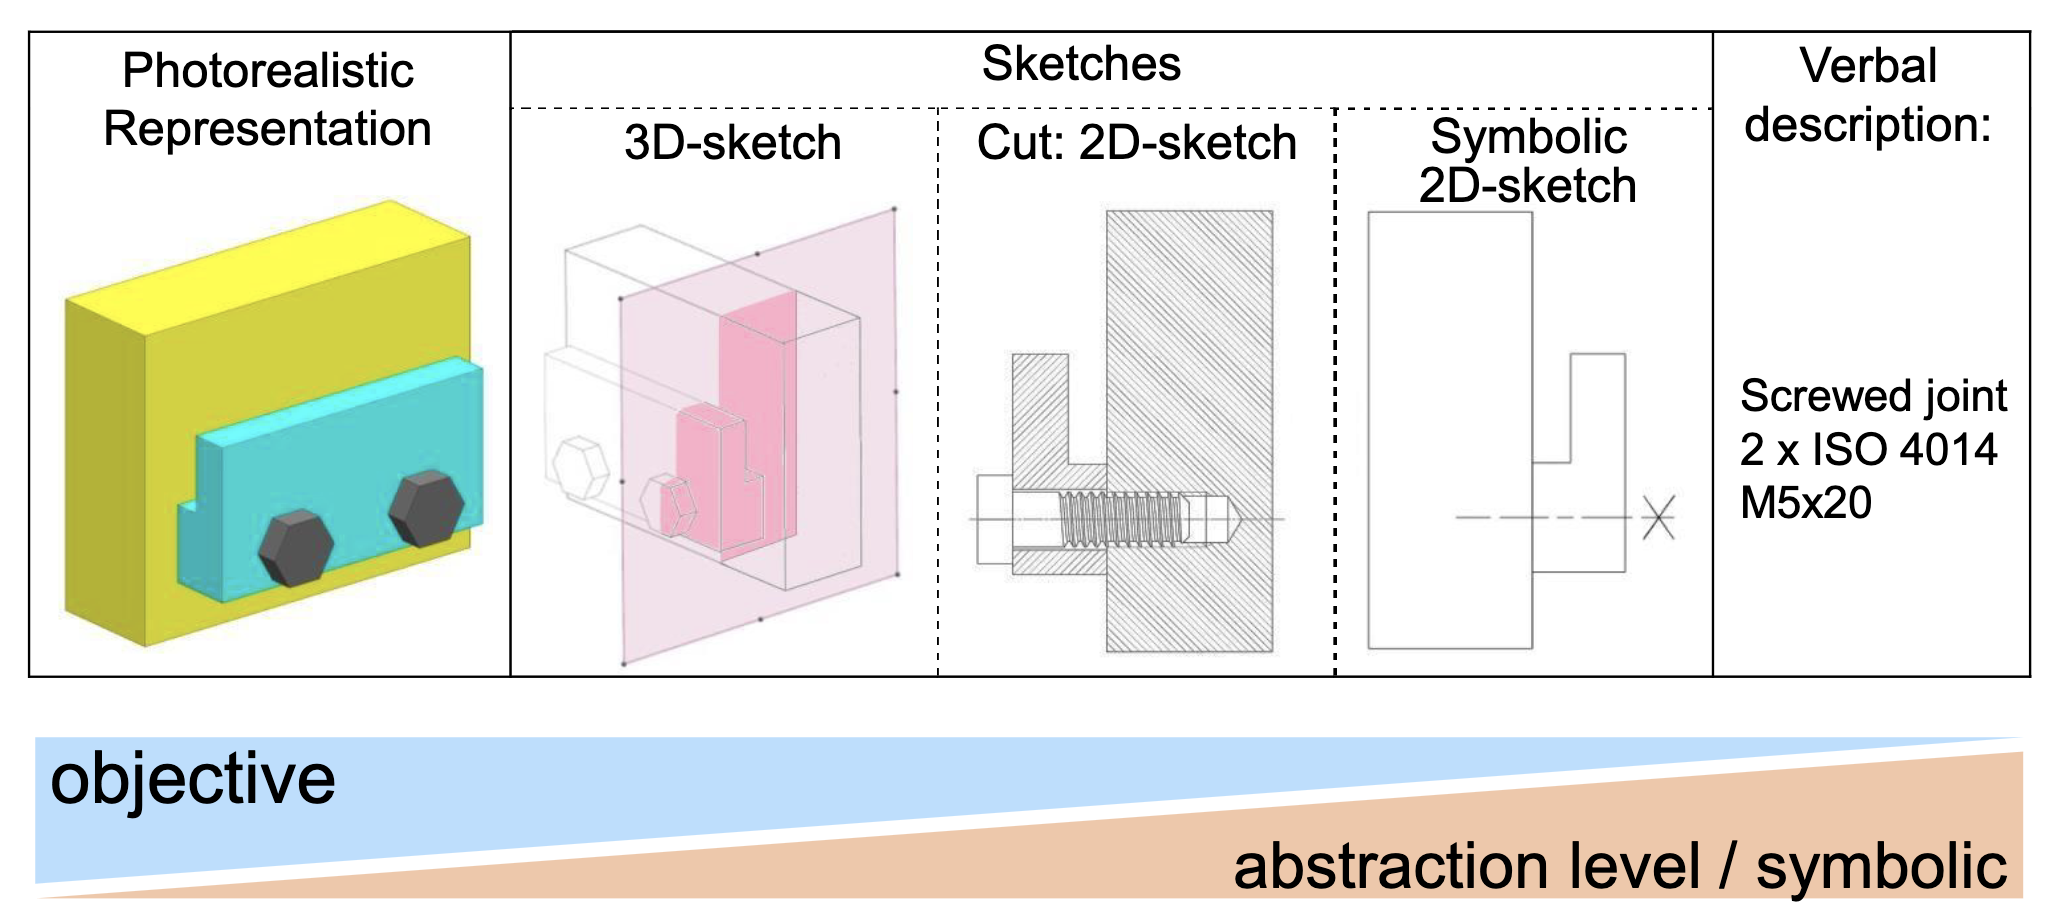 Photorealistic
Representation
Sketches
3D-sketch
Cut: 2D-sketch
Symbolic
2D-sketch
Verbal
description:
Screwed joint
2 x ISO 4014
M5x20
objective
abstraction level / symbolic